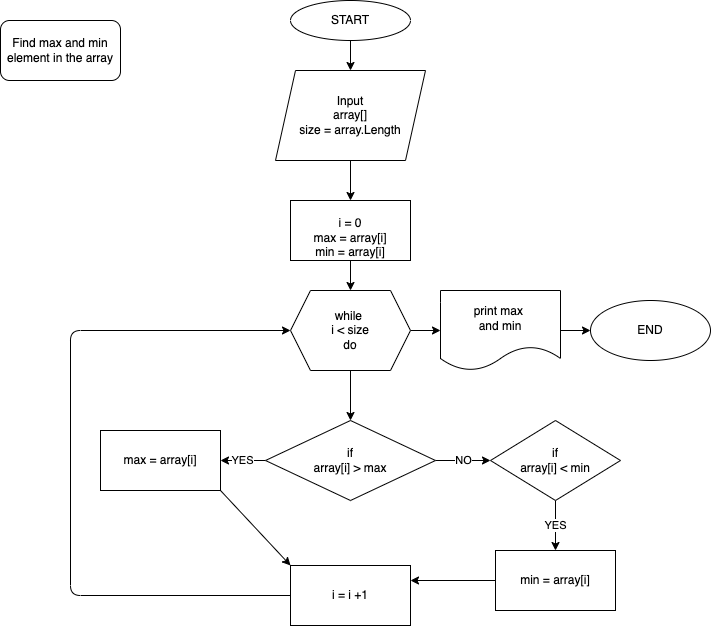 START
Find max and min
element in the array
Input
array[]
size = array.Length
i = 0
max = array[i]
min = array[i]
while
i < size
do
print max
and min
END
max = array[i]
YES
if
array[i] > max
NO
if
array[i] < min
YES
i = i +1
min = array[i]